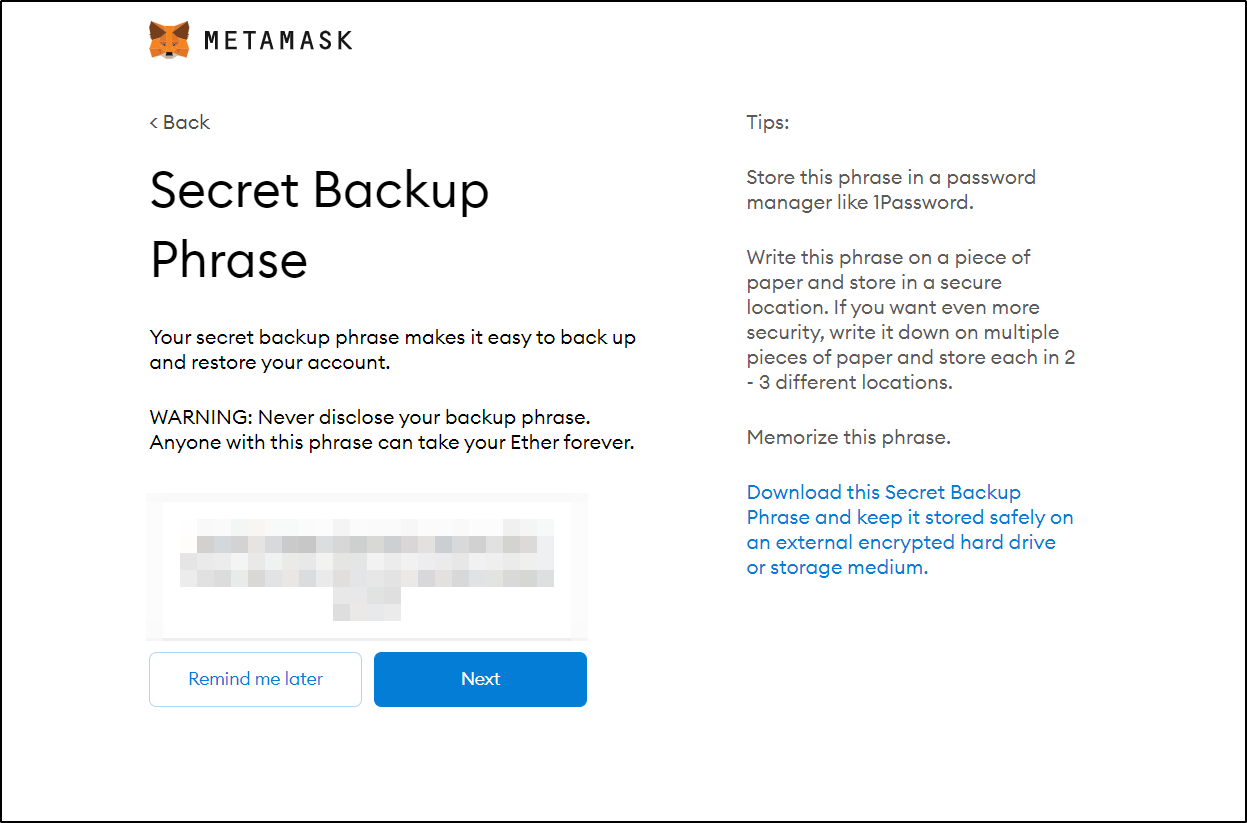 METAMASK
< Back
Secret Backup
Phrase
Your secret backup phrase makes it easy to back up
and restore your account.
WARNING: Never disclose your backup phrase.
Anyone with this phrase can take your Ether forever.
Remind me later
Next
Tips:
Store this phrase in a password
manager like 1Password.
Write this phrase on a piece of
paper and store in a secure
location. If you want even more
security, write it down on multiple
pieces of paper and store each in 2
- 3 different locations.
Memorize this phrase.
Download this Secret Backup
Phrase and keep it stored safely on
an external encrypted hard drive
or storage medium.